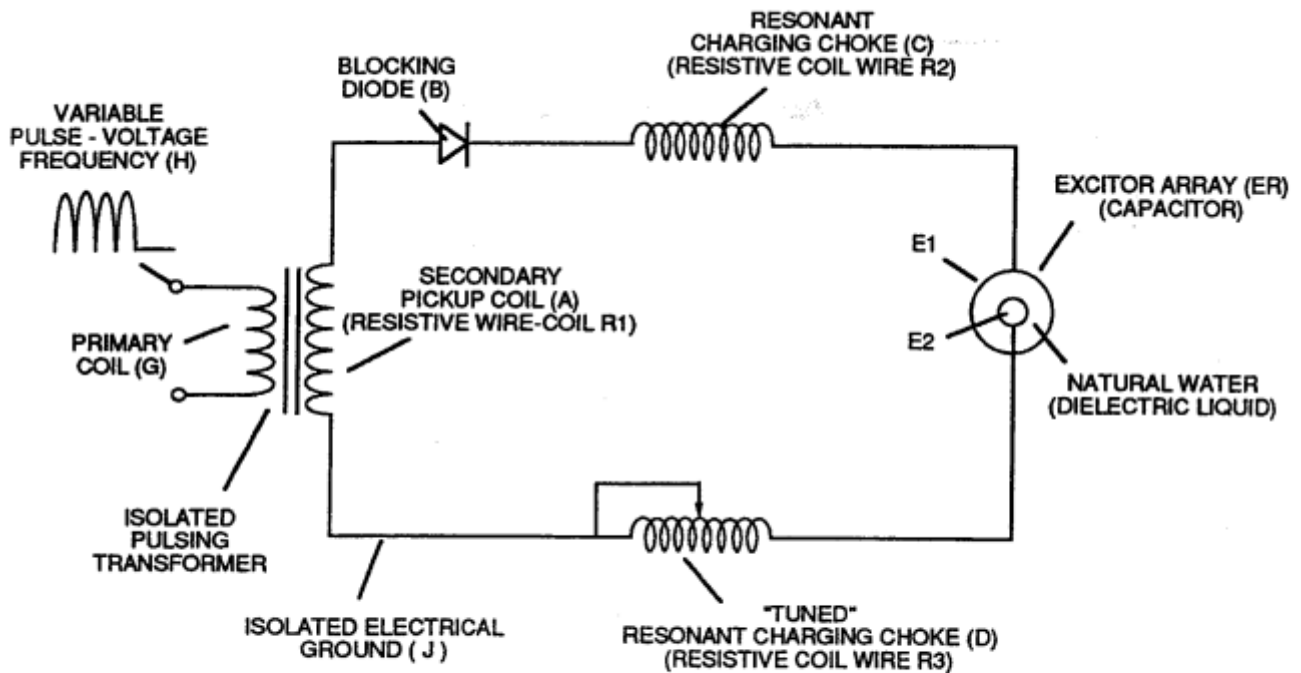 RESONANT
CHARGING CHOKE (C)
(RESISTIVE COIL WIRE R2)
BLOCKING
DIODE (B)
VARIABLE
PULSE - VOLTAGE
FREQUENCY (H)
EXCITOR ARRAY (ER)
(CAPACITOR)
E1
SECONDARY
PICKUP COIL (A)
(RESISTIVE WIRE-COIL R1)
E2
PRIMARY
COIL (G)
NATURAL WATER
(DIELECTRIC LIQUID)
ISOLATED
PULSING
TRANSFORMER
ISOLATED ELECTRICAL
GROUND ( J )
"TUNED"
RESONANT CHARGING CHOKE (D)
(RESISTIVE COIL WIRE R3)